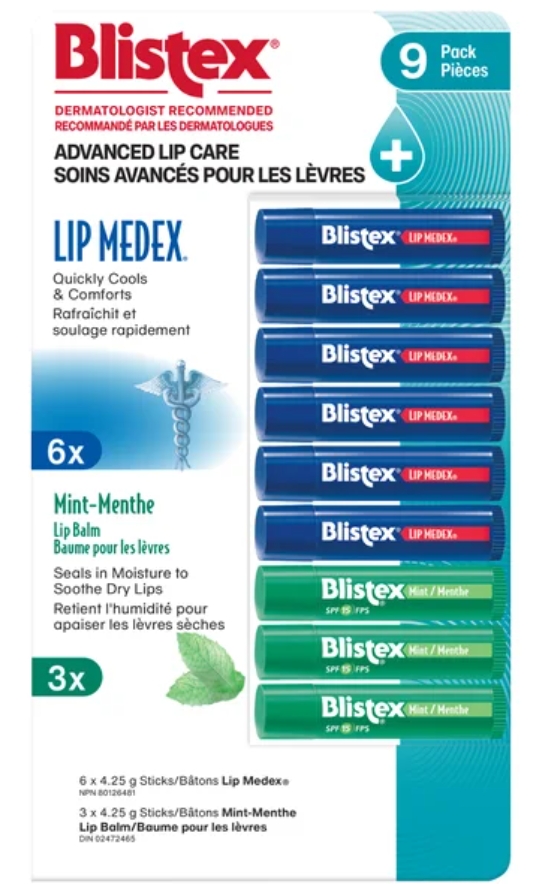 Blistex®
DERMATOLOGIST RECOMMENDED
RECOMMANDÉ PAR LES DERMATOLOGUES
ADVANCED LIP CARE
SOINS AVANCÉS POUR LES LÈVRES
9 Pack
Pièces
LIP MEDEX®
Quickly Cools
& Comforts
Rafraîchit et
soulage rapidement
6x
Mint-Menthe
Lip Balm
Baume pour les lèvres
Seals in Moisture to
Soothe Dry Lips
Retient l'humidité pour
apaiser les lèvres sèches
3x
Blistex® LIP MEDEX®
Blistex® LIP MEDEX®
Blistex® LIP MEDEX®
Blistex® LIP MEDEX®
Blistex® LIP MEDEX®
Blistex® LIP MEDEX®
Blistex Mint / Menthe
SPF 15 FPS
Blistex Mint / Menthe
SPF 15 FPS
Blistex Mint / Menthe
SPF 15 FPS
6 x 4.25 g Sticks/Bâtons Lip Medex®
NPN 80126481
3 x 4.25 g Sticks/Bâtons Mint-Menthe
Lip Balm/Baume pour les lèvres
DIN 02472465